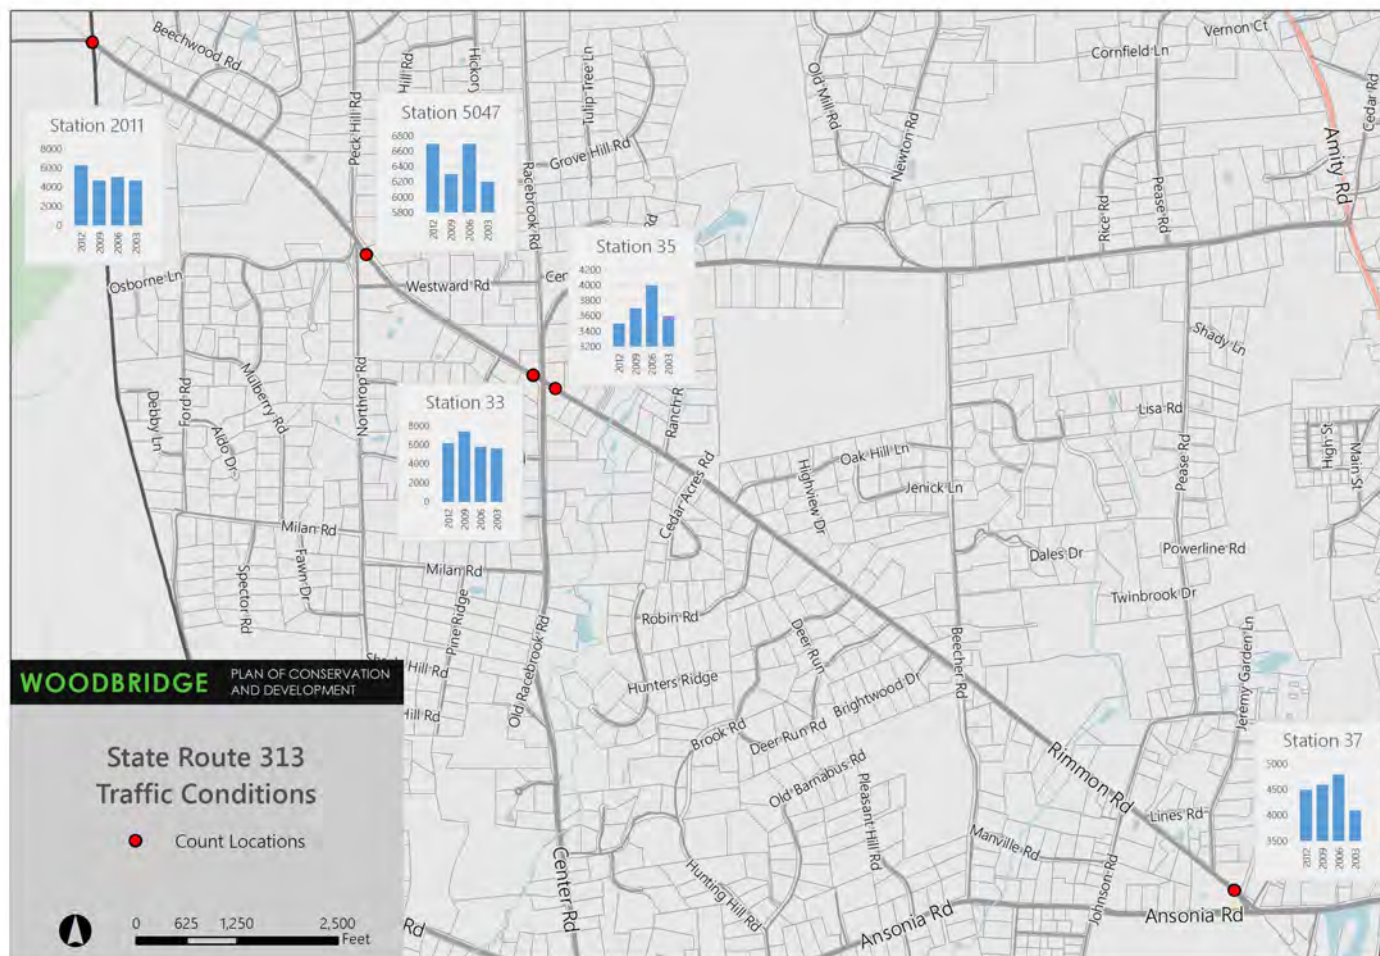 Beechwood Rd
Hill Rd
Hickory
Tulip Tree Ln
Old Mill Rd
Cornfield Ln
Vernon Ct
Cedar Rd
Station 2011
8000
6000
4000
2000
0
2012
2009
2006
2003
Peck Hill Rd
Station 5047
6800
6600
6400
6200
6000
5800
2012
2009
2006
2003
Racebrook Rd
Grove Hill Rd
Newton Rd
Rice Rd
Pease Rd
Amity Rd
Rd
Station 35
4200
4000
3800
3600
3400
3200
2012
2009
2006
2003
Osborne Ln
Westward Rd
Cen
Shady Ln
Debby Ln
Ford Rd
Mulberry Rd
Aldo Dr
Northrop Rd
Station 33
8000
6000
4000
2000
0
2012
2009
2006
2003
Ranch R
Cedar Acres Rd
Highview Dr
Oak Hill Ln
Jenick Ln
Lisa Rd
Pease Rd
High St
Main St
Milan Rd
Fawn Dr
Spector Rd
Milan Rd
Pine Ridge
Dales Dr
Powerline Rd
Twinbrook Dr
Robin Rd
Deer Run
Beecher Rd
Jeremy Garden Ln
Hill Rd
Hill Rd
Old Racebrook Rd
Hunters Ridge
Brook Rd
Deer Run Rd
Brightwood Dr
Old Barnabus Rd
Pleasant Hill Rd
Rimmon Rd
Lines Rd
Manville Rd
Johnson Rd
Station 37
5000
4500
4000
3500
2012
2009
2006
2003
Center Rd
Hunting Hill Rd
Ansonia Rd
Ansonia Rd
Rd
WOODBRIDGE PLAN OF CONSERVATION
AND DEVELOPMENT
State Route 313
Traffic Conditions
Count Locations
0 625 1,250 2,500
Feet